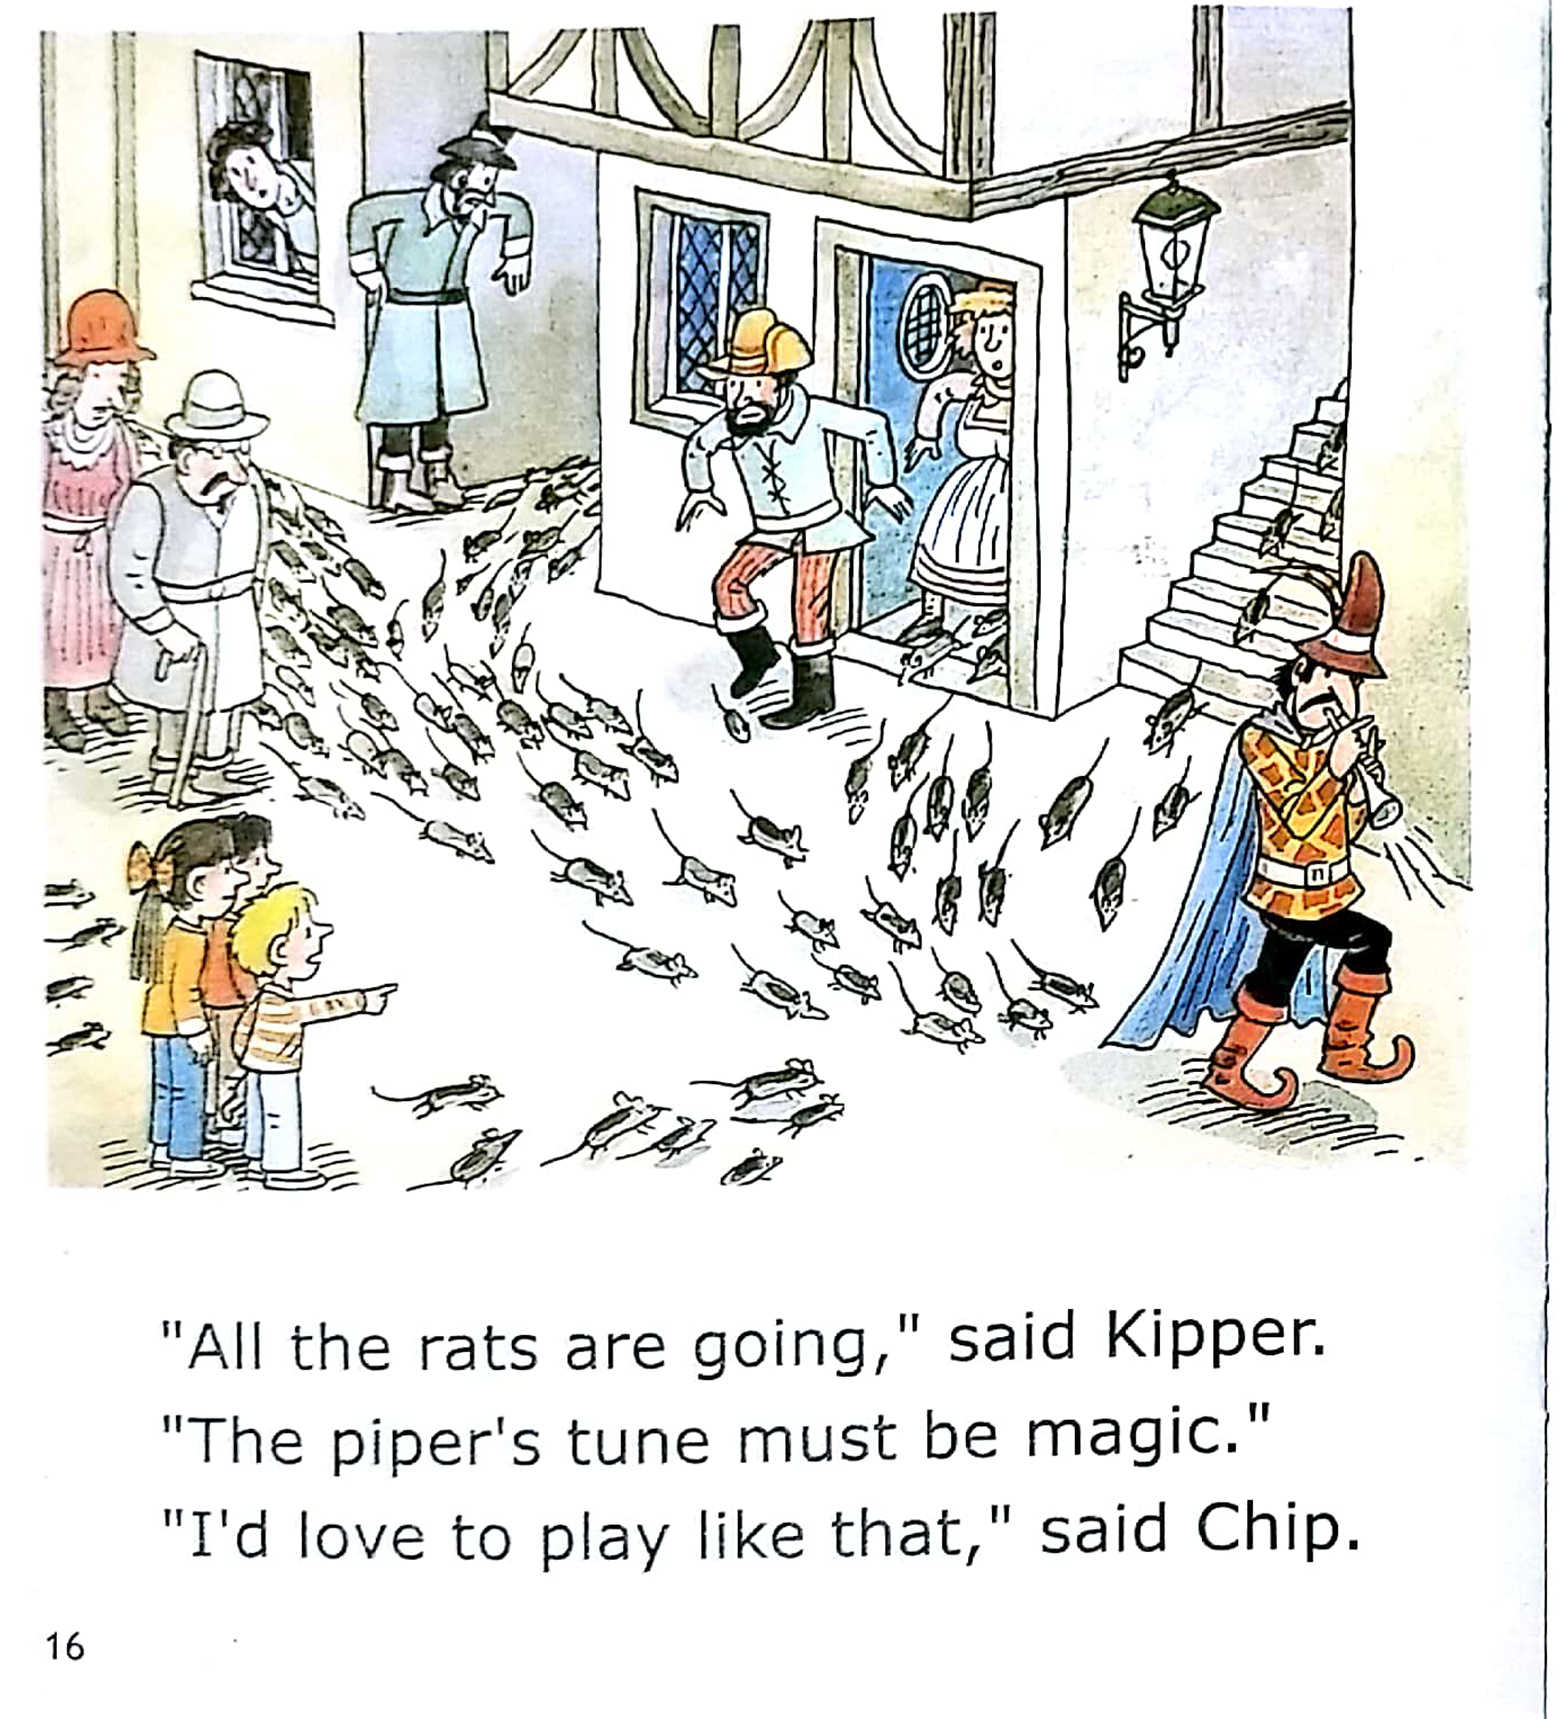 "All the rats are going," said Kipper.
"The piper's tune must be magic."
"I'd love to play like that," said Chip.
16